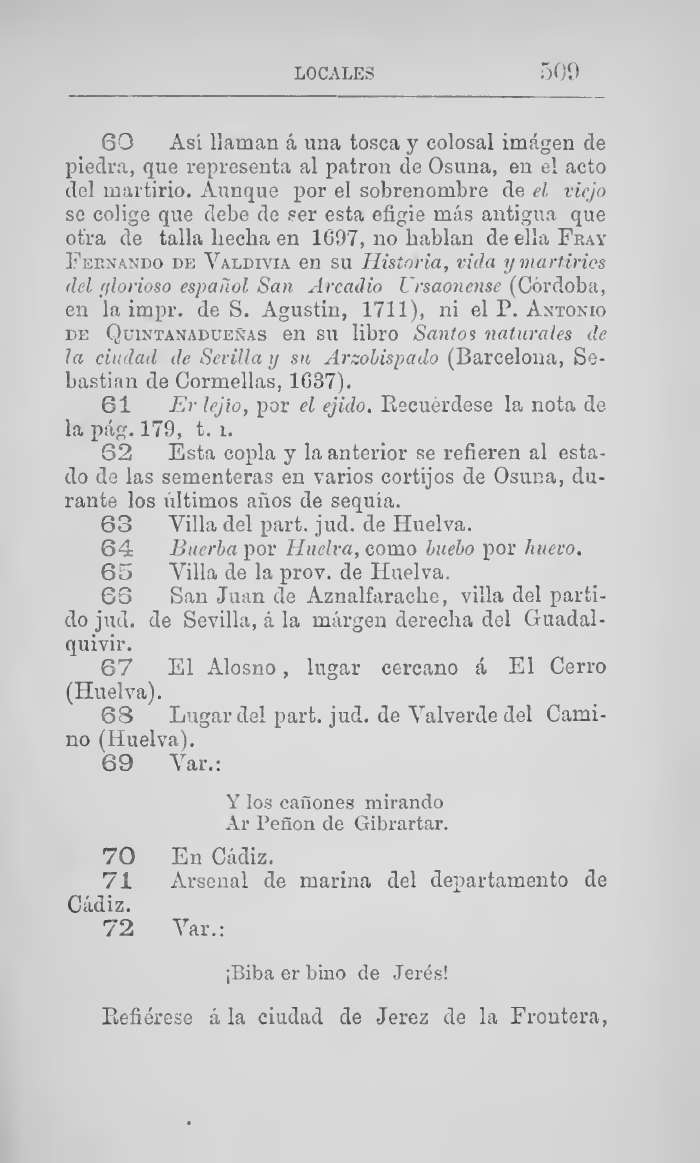 LOCALES 509
60 Así llaman á una tosca y colosal imágen de
piedra, que representa al patron de Osuna, en el acto
del martirio. Aunque por el sobrenombre de el viejo
se colige que debe de ser esta efigie más antigua que
otra de talla hecha en 1697, no hablan de ella FRAY
FERNANDO DE VALDIVIA en su Historia, vida y martirios
del glorioso español San Arcadio Ursaonense (Córdoba,
en la impr. de S. Agustin, 1711), ni el P. ANTONIO
DE QUINTANADUEÑAS en su libro Santos naturales de
la ciudad de Sevilla y su Arzobispado (Barcelona, Se-
bastian de Cormellas, 1637).
61 Er lejío, por el ejido. Recuérdese la nota de
la pág. 179, t. I.
62 Esta copla y la anterior se refieren al esta-
do de las sementeras en varios cortijos de Osuna, du-
rante los últimos años de sequía.
63 Villa del part. jud. de Huelva.
64 Buerba por Huelva, como buebo por huevo.
65 Villa de la prov. de Huelva.
66 San Juan de Aznalfarache, villa del parti-
do jud. de Sevilla, á la márgen derecha del Guadal-
quivir.
67 El Alosno, lugar cercano á El Cerro
(Huelva).
68 Lugar del part. jud. de Valverde del Cami-
no (Huelva).
69 Var.:
Y los cañones mirando
Ar Peñon de Gibrartar.
70 En Cádiz.
71 Arsenal de marina del departamento de
Cádiz.
72 Var.:
¡Biba er bino de Jerés!
Refiérese á la ciudad de Jerez de la Frontera,